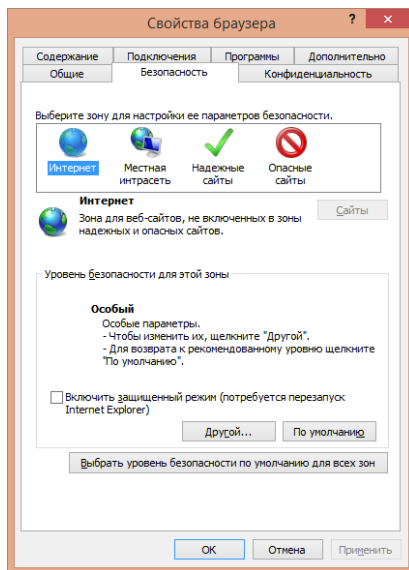 Свойства браузера
?
Содержание Подключения Программы Дополнительно
Общие Безопасность Конфиденциальность
Выберите зону для настройки ее параметров безопасности.
Интернет Местная интрасеть Надежные сайты Опасные сайты
Интернет
Зона для веб-сайтов, не включенных в зоны
надежных и опасных сайтов.
Сайты
Уровень безопасности для этой зоны
Особый
Особые параметры.
- Чтобы изменить их, щелкните "Другой".
- Для возврата к рекомендованному уровню щелкните
"По умолчанию".
Включить защищенный режим (потребуется перезапуск
Internet Explorer)
Другой... По умолчанию
Выбрать уровень безопасности по умолчанию для всех зон
ОК Отмена Применить